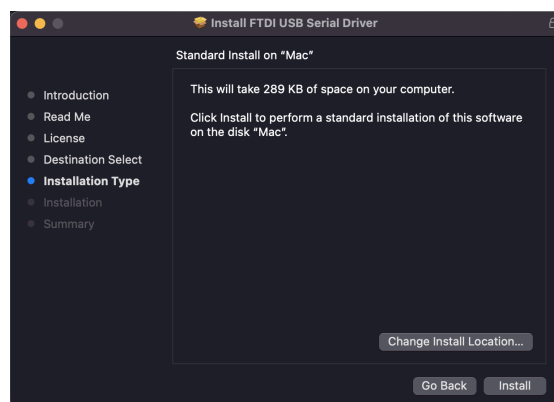 Install FTDI USB Serial Driver
Standard Install on “Mac”
Introduction
Read Me
License
Destination Select
Installation Type
Installation
Summary
This will take 289 KB of space on your computer.
Click Install to perform a standard installation of this software
on the disk “Mac”.
Change Install Location...
Go Back
Install